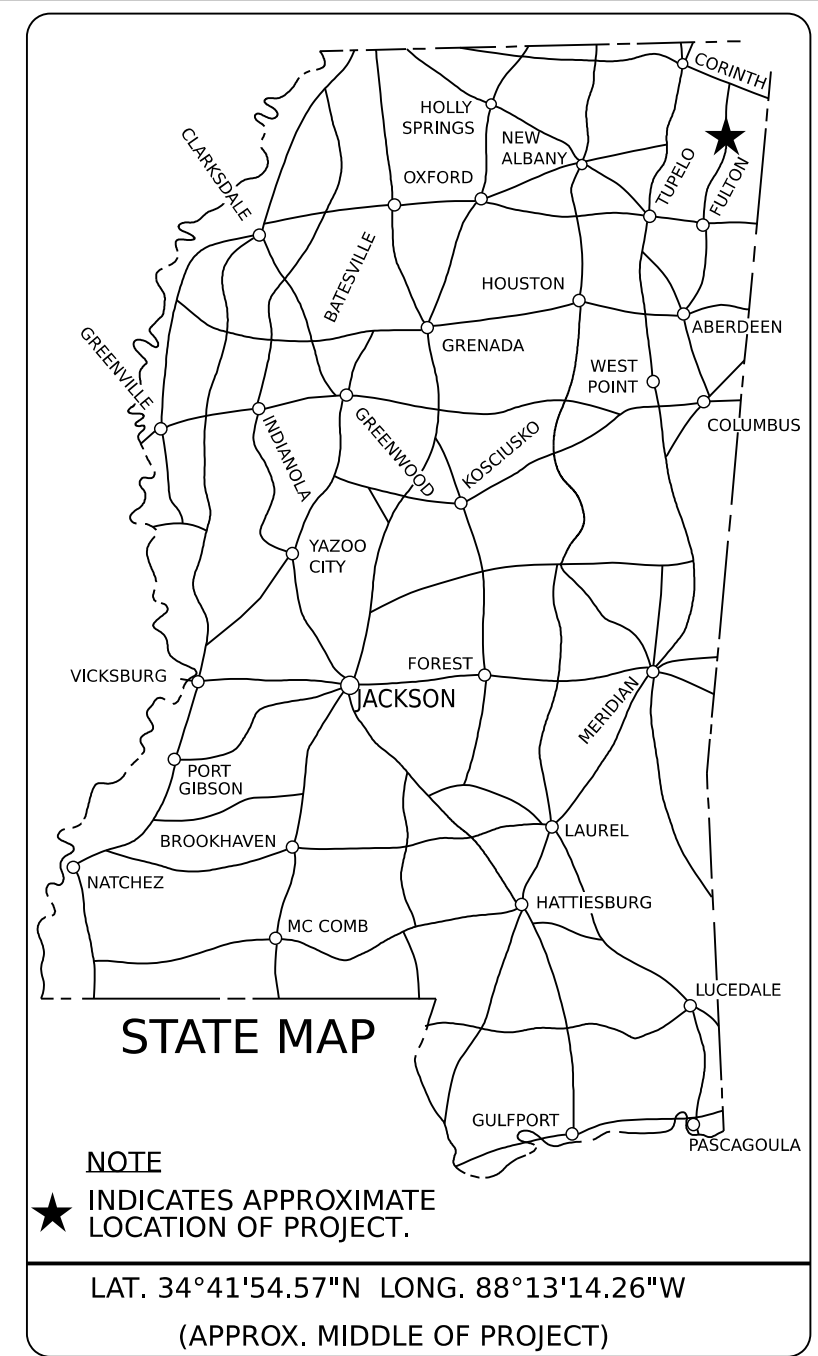 CORINTH
HOLLY
SPRINGS
NEW
ALBANY
CLARKSDALE
OXFORD
TUPELO
FULTON
BATESVILLE
HOUSTON
ABERDEEN
GREENVILLE
GRENADA
WEST
POINT
COLUMBUS
INDIANOLA
GREENWOOD
KOSCIUSKO
YAZOO
CITY
VICKSBURG
FOREST
JACKSON
MERIDIAN
PORT
GIBSON
BROOKHAVEN
LAUREL
NATCHEZ
HATTIESBURG
MC COMB
LUCEDALE
STATE MAP
GULFPORT
PASCAGOULA
NOTE
INDICATES APPROXIMATE
LOCATION OF PROJECT.
LAT. 34°41'54.57"N LONG. 88°13'14.26"W
(APPROX. MIDDLE OF PROJECT)